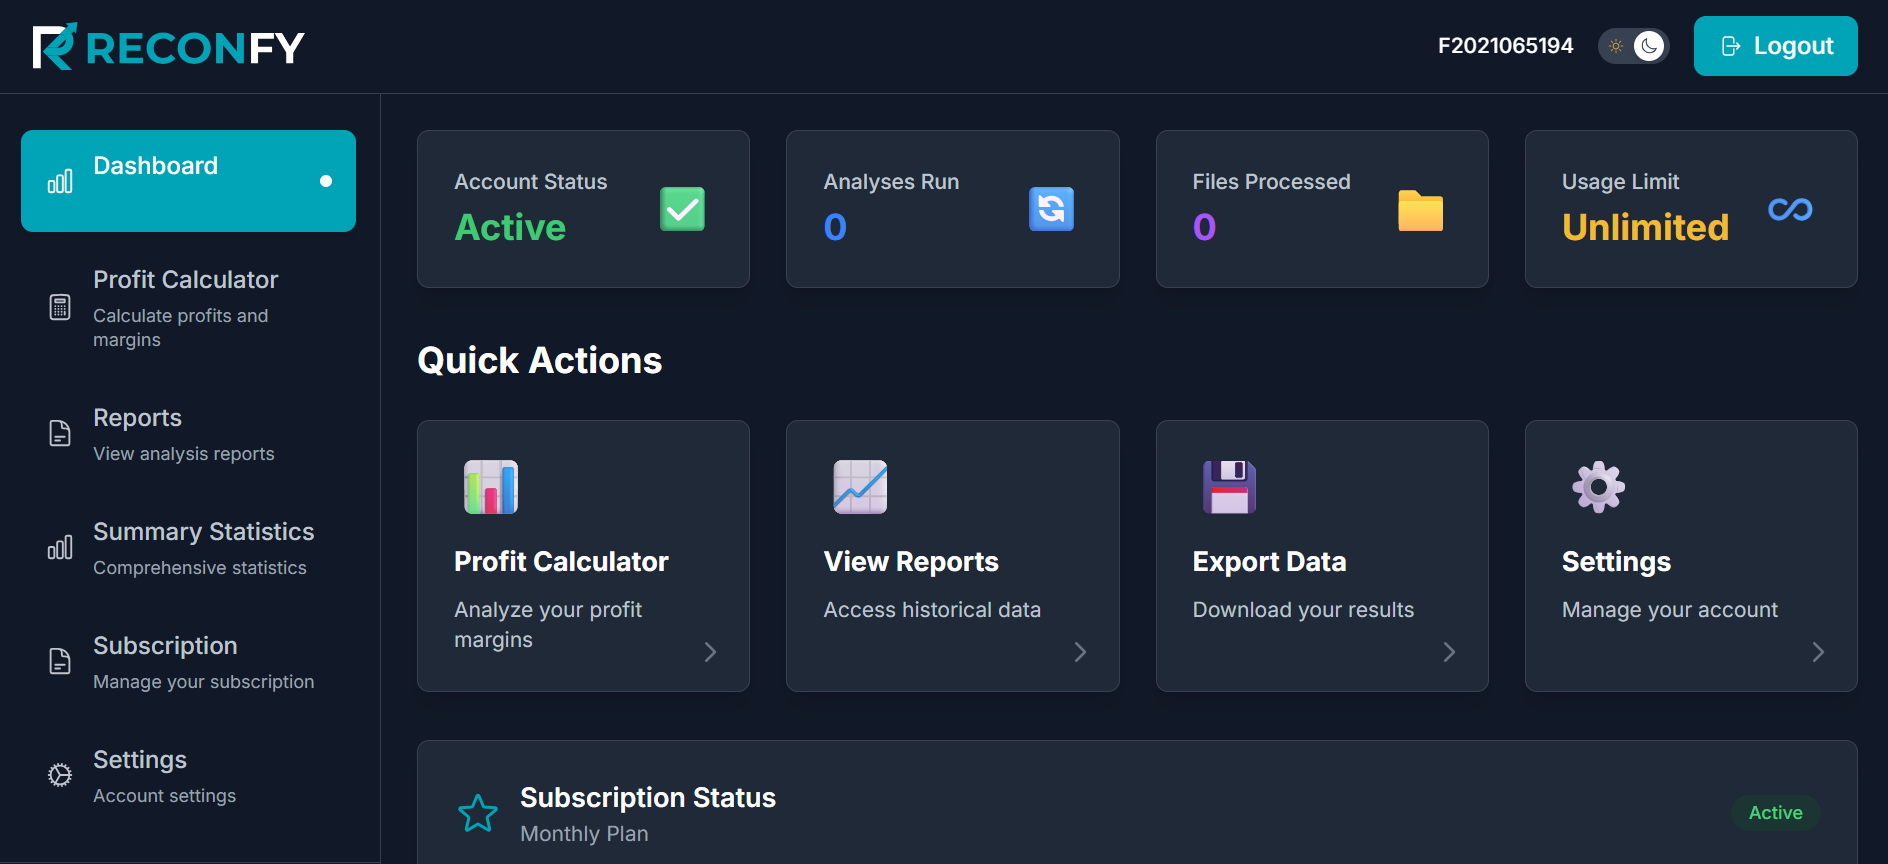 RECONFY
F2021065194
Logout
Dashboard
Profit Calculator
Calculate profits and
margins
Reports
View analysis reports
Summary Statistics
Comprehensive statistics
Subscription
Manage your subscription
Settings
Account settings
Account Status
Active
Analyses Run
0
Files Processed
0
Usage Limit
Unlimited
Quick Actions
Profit Calculator
Analyze your profit
margins
View Reports
Access historical data
Export Data
Download your results
Settings
Manage your account
Subscription Status
Monthly Plan
Active